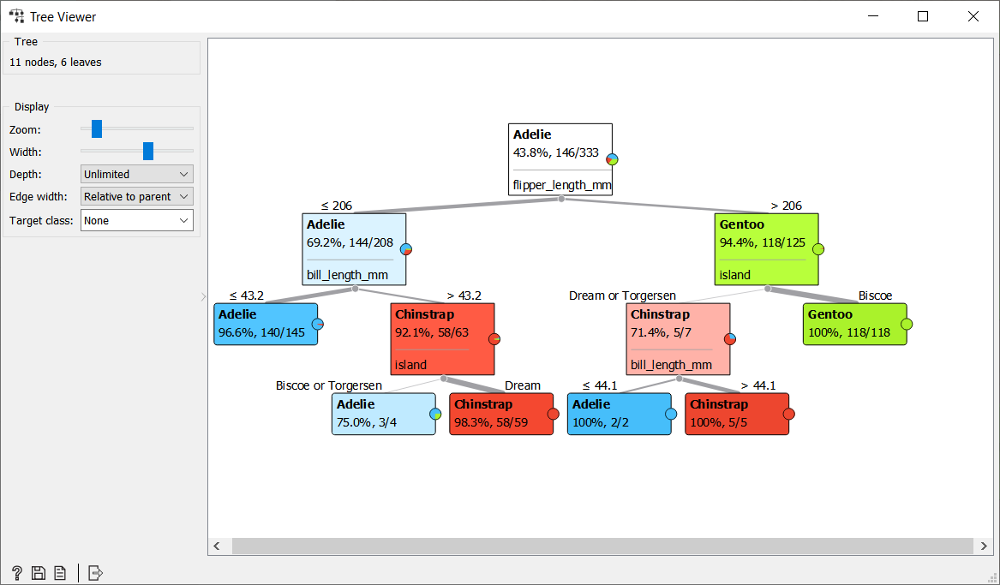 Tree Viewer
Tree
11 nodes, 6 leaves
Display
Zoom:
Width:
Depth: Unlimited
Edge width: Relative to parent
Target class: None
Adelie
43.8%, 146/333
flipper_length_mm
≤ 206
> 206
Adelie
69.2%, 144/208
bill_length_mm
Gentoo
94.4%, 118/125
island
≤ 43.2
> 43.2
Dream or Torgersen
Biscoe
Adelie
96.6%, 140/145
Chinstrap
92.1%, 58/63
island
Chinstrap
71.4%, 5/7
bill_length_mm
Gentoo
100%, 118/118
Biscoe or Torgersen
Dream
≤ 44.1
> 44.1
Adelie
75.0%, 3/4
Chinstrap
98.3%, 58/59
Adelie
100%, 2/2
Chinstrap
100%, 5/5